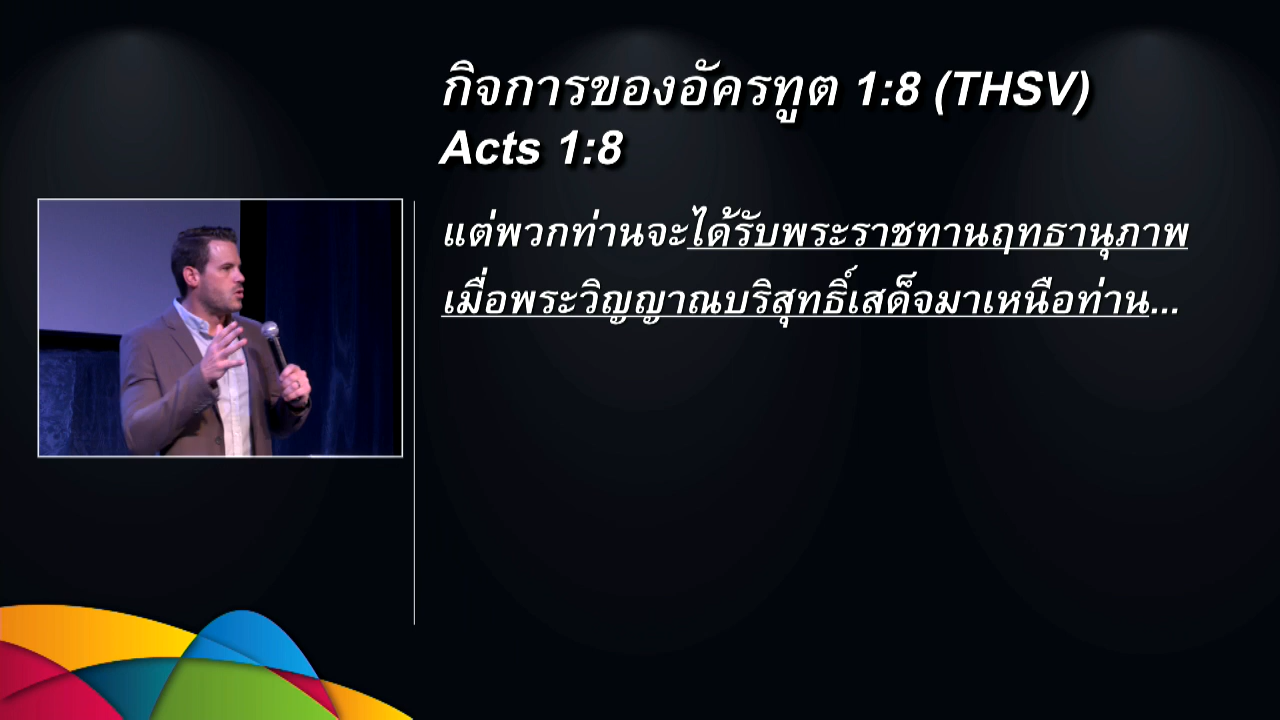 กิจการของอัครทูต 1:8 (THSV)
Acts 1:8
แต่พวกท่านจะได้รับพระราชทานฤทธานุภาพ
เมื่อพระวิญญาณบริสุทธิ์เสด็จมาเหนือท่าน...